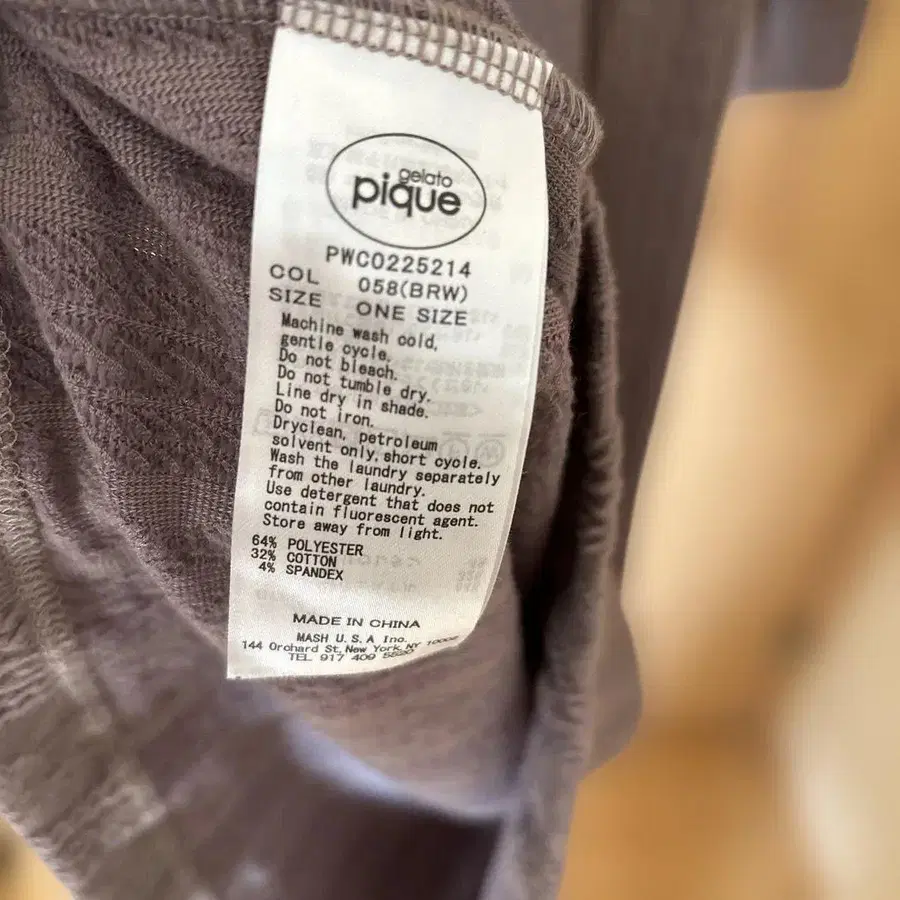 gelato
pique
PWC0225214
COL 058(BRW)
SIZE ONE SIZE
Machine wash cold,
gentle cycle.
Do not bleach.
Do not tumble dry.
Line dry in shade.
Do not iron.
Dryclean, petroleum
solvent only, short cycle.
Wash the laundry separately
from other laundry.
Use detergent that does not
contain fluorescent agent.
Store away from light.
64% POLYESTER
32% COTTON
4% SPANDEX
MADE IN CHINA
MASH U.S.A Inc.
144 Orchard St, New York, NY 10002
TEL 917 409